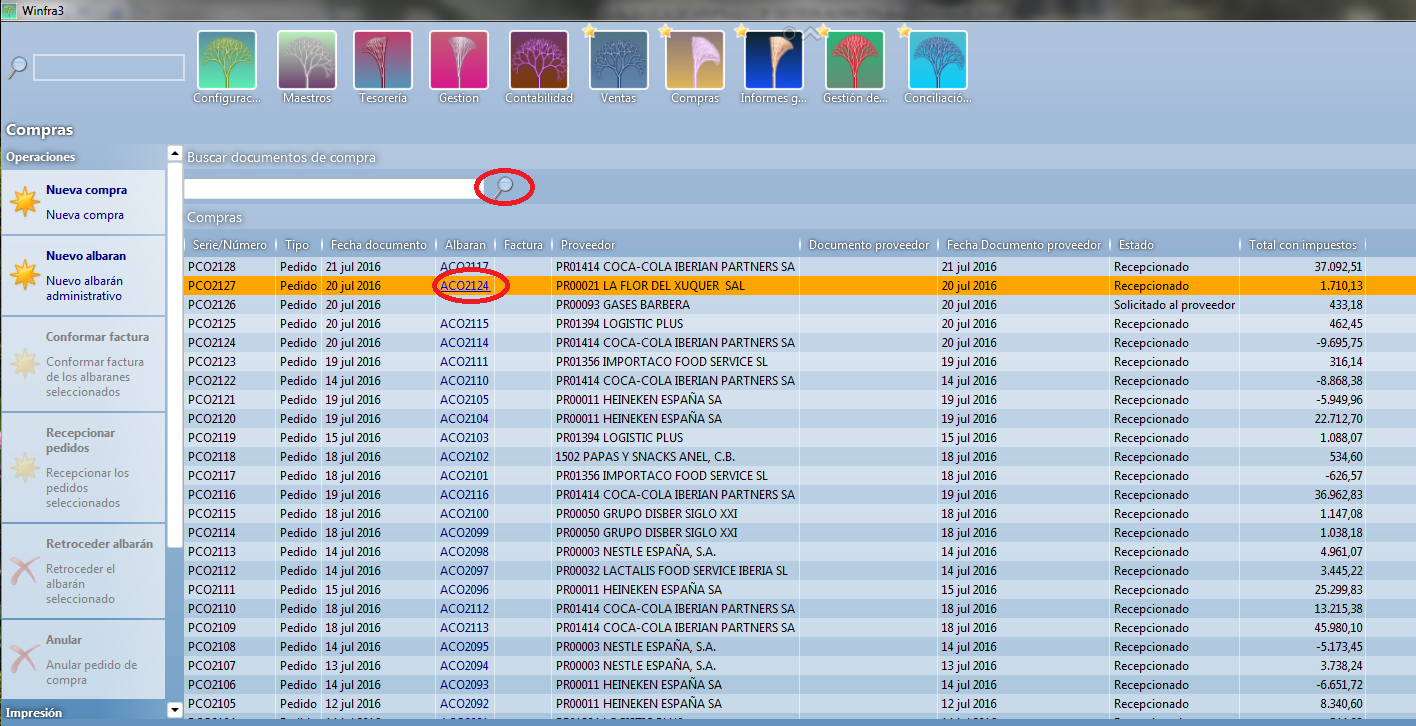 Winfra3
Configurac... Maestros Tesorería Gestion Contabilidad Ventas Compras Informes g... Gestión de... Conciliació...
Compras
Operaciones
Nueva compra
Nueva compra
Nuevo albaran
Nuevo albarán
administrativo
Conformar factura
Conformar factura
de los albaranes
seleccionados
Recepcionar
pedidos
Recepcionar los
pedidos
seleccionados
Retroceder albarán
Retroceder el
albarán
seleccionado
Anular
Anular pedido de
compra
Impresión
Buscar documentos de compra
Compras
Serie/Número Tipo Fecha documento Albaran Factura Proveedor Documento proveedor Fecha Documento proveedor Estado Total con impuestos
PCO2128 Pedido 21 jul 2016 ACO2117 PR01414 COCA-COLA IBERIAN PARTNERS SA 21 jul 2016 Recepcionado 37.092,51
PCO2127 Pedido 20 jul 2016 ACO2124 PR00021 LA FLOR DEL XUQUER SAL 20 jul 2016 Recepcionado 1.710,13
PCO2126 Pedido 20 jul 2016 PR00093 GASES BARBERA 20 jul 2016 Solicitado al proveedor 433,18
PCO2125 Pedido 20 jul 2016 ACO2115 PR01394 LOGISTIC PLUS 20 jul 2016 Recepcionado 462,45
PCO2124 Pedido 20 jul 2016 ACO2114 PR01414 COCA-COLA IBERIAN PARTNERS SA 20 jul 2016 Recepcionado -9.695,75
PCO2123 Pedido 19 jul 2016 ACO2111 PR01356 IMPORTACO FOOD SERVICE SL 19 jul 2016 Recepcionado 316,14
PCO2122 Pedido 14 jul 2016 ACO2110 PR01414 COCA-COLA IBERIAN PARTNERS SA 14 jul 2016 Recepcionado -8.868,38
PCO2121 Pedido 19 jul 2016 ACO2105 PR00011 HEINEKEN ESPAÑA SA 19 jul 2016 Recepcionado -5.949,96
PCO2120 Pedido 19 jul 2016 ACO2104 PR00011 HEINEKEN ESPAÑA SA 19 jul 2016 Recepcionado 22.712,70
PCO2119 Pedido 15 jul 2016 ACO2103 PR01394 LOGISTIC PLUS 15 jul 2016 Recepcionado 1.088,07
PCO2118 Pedido 18 jul 2016 ACO2102 1502 PAPAS Y SNACKS ANEL, C.B. 18 jul 2016 Recepcionado 534,60
PCO2117 Pedido 18 jul 2016 ACO2101 PR01356 IMPORTACO FOOD SERVICE SL 18 jul 2016 Recepcionado -626,57
PCO2116 Pedido 19 jul 2016 ACO2116 PR01414 COCA-COLA IBERIAN PARTNERS SA 19 jul 2016 Recepcionado 36.962,83
PCO2115 Pedido 18 jul 2016 ACO2100 PR00050 GRUPO DISBER SIGLO XXI 18 jul 2016 Recepcionado 1.147,08
PCO2114 Pedido 18 jul 2016 ACO2099 PR00050 GRUPO DISBER SIGLO XXI 18 jul 2016 Recepcionado 1.038,18
PCO2113 Pedido 14 jul 2016 ACO2098 PR00003 NESTLE ESPAÑA, S.A. 14 jul 2016 Recepcionado 4.961,07
PCO2112 Pedido 14 jul 2016 ACO2097 PR00032 LACTALIS FOOD SERVICE IBERIA SL 14 jul 2016 Recepcionado 3.445,22
PCO2111 Pedido 15 jul 2016 ACO2096 PR00011 HEINEKEN ESPAÑA SA 15 jul 2016 Recepcionado 25.299,83
PCO2110 Pedido 18 jul 2016 ACO2112 PR01414 COCA-COLA IBERIAN PARTNERS SA 18 jul 2016 Recepcionado 13.215,38
PCO2109 Pedido 18 jul 2016 ACO2113 PR01414 COCA-COLA IBERIAN PARTNERS SA 18 jul 2016 Recepcionado 45.980,10
PCO2108 Pedido 14 jul 2016 ACO2095 PR00003 NESTLE ESPAÑA, S.A. 14 jul 2016 Recepcionado -5.173,45
PCO2107 Pedido 13 jul 2016 ACO2094 PR00003 NESTLE ESPAÑA, S.A. 13 jul 2016 Recepcionado 3.738,24
PCO2106 Pedido 14 jul 2016 ACO2093 PR00011 HEINEKEN ESPAÑA SA 14 jul 2016 Recepcionado -6.651,72
PCO2105 Pedido 12 jul 2016 ACO2092 PR00011 HEINEKEN ESPAÑA SA 12 jul 2016 Recepcionado 8.340,60